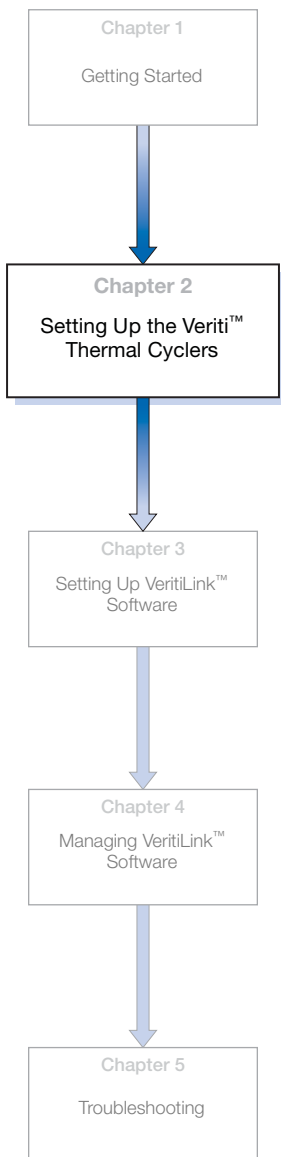 Chapter 1
Getting Started
Chapter 2
Setting Up the Veriti™
Thermal Cyclers
Chapter 3
Setting Up VeritiLink™
Software
Chapter 4
Managing VeritiLink™
Software
Chapter 5
Troubleshooting